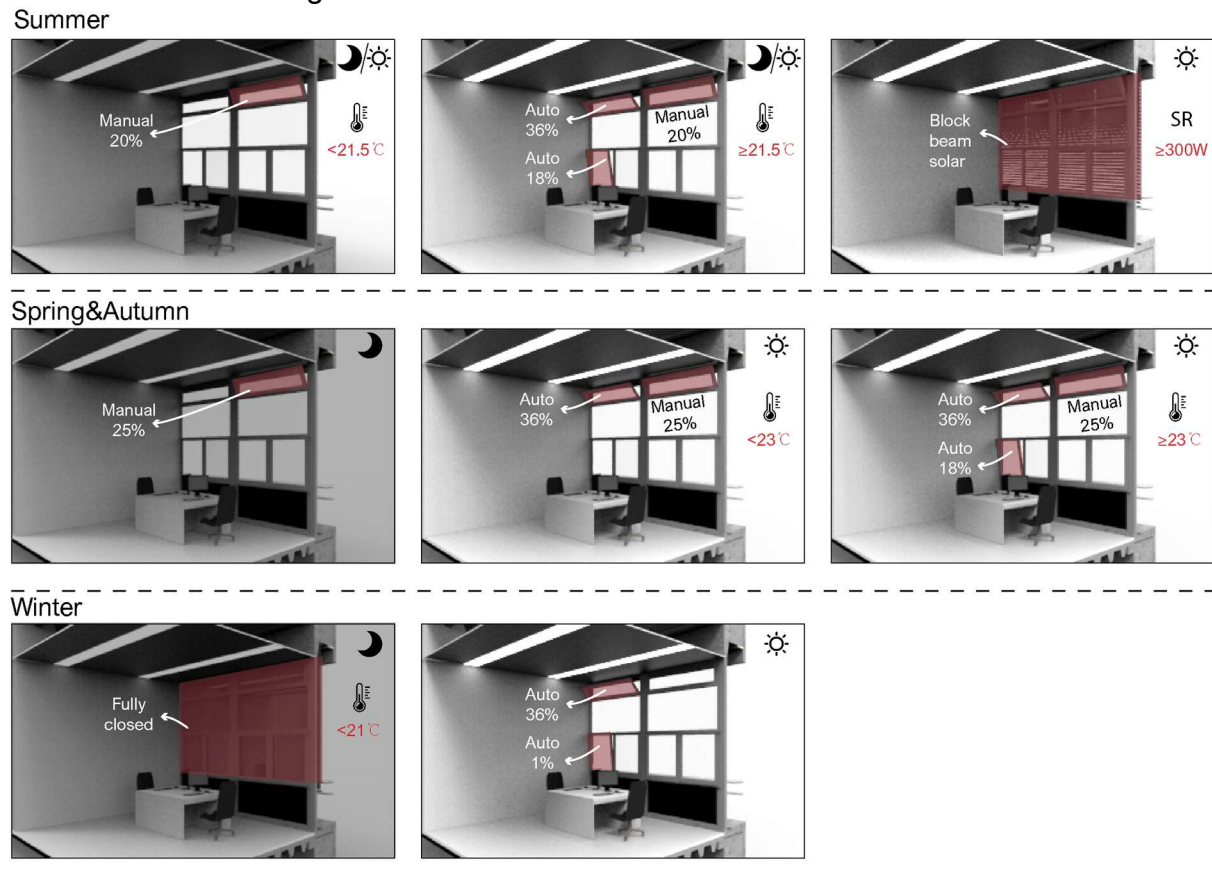 Summer
Manual
20%
<21.5℃
Auto
36%
Manual
20%
Auto
18%
≥21.5℃
Block
beam
solar
SR
≥300W
Spring&Autumn
Manual
25%
Auto
36%
Manual
25%
<23℃
Auto
36%
Manual
25%
Auto
18%
≥23℃
Winter
Fully
closed
<21℃
Auto
36%
Auto
1%